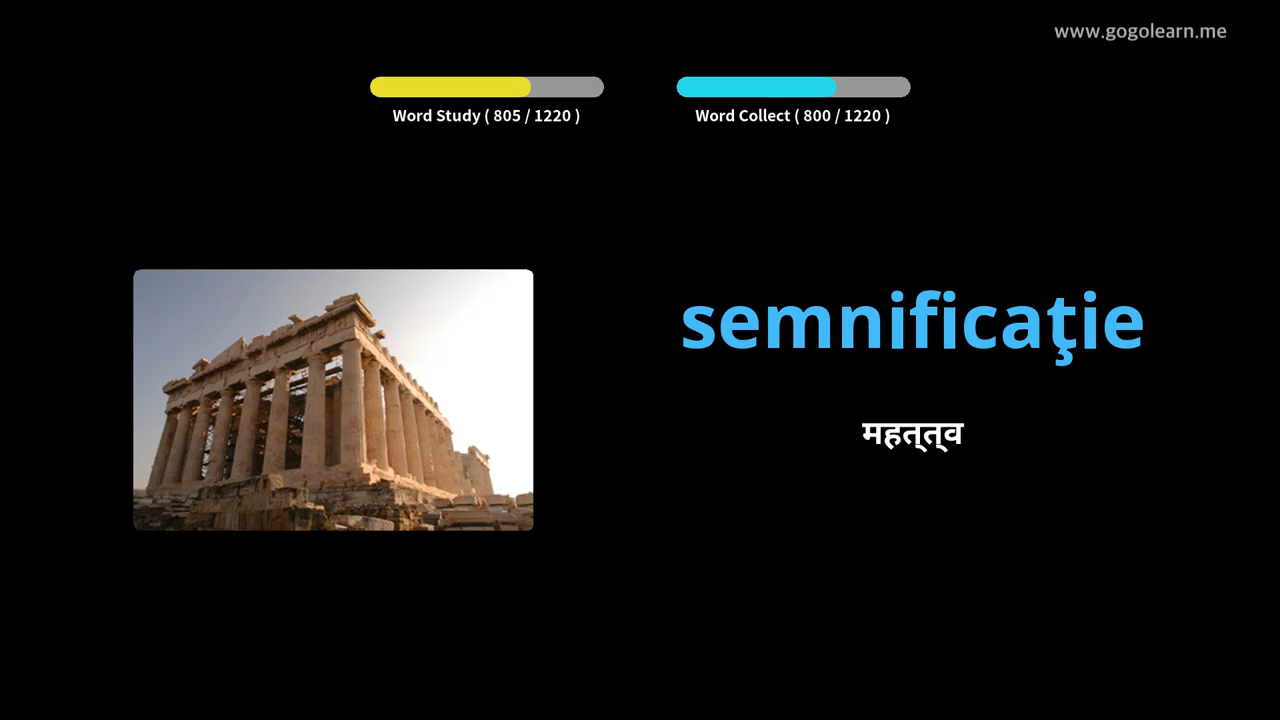 www.gogolearn.me
Word Study ( 805 / 1220 )
Word Collect ( 800 / 1220 )
semnificaţie
महत्त्व